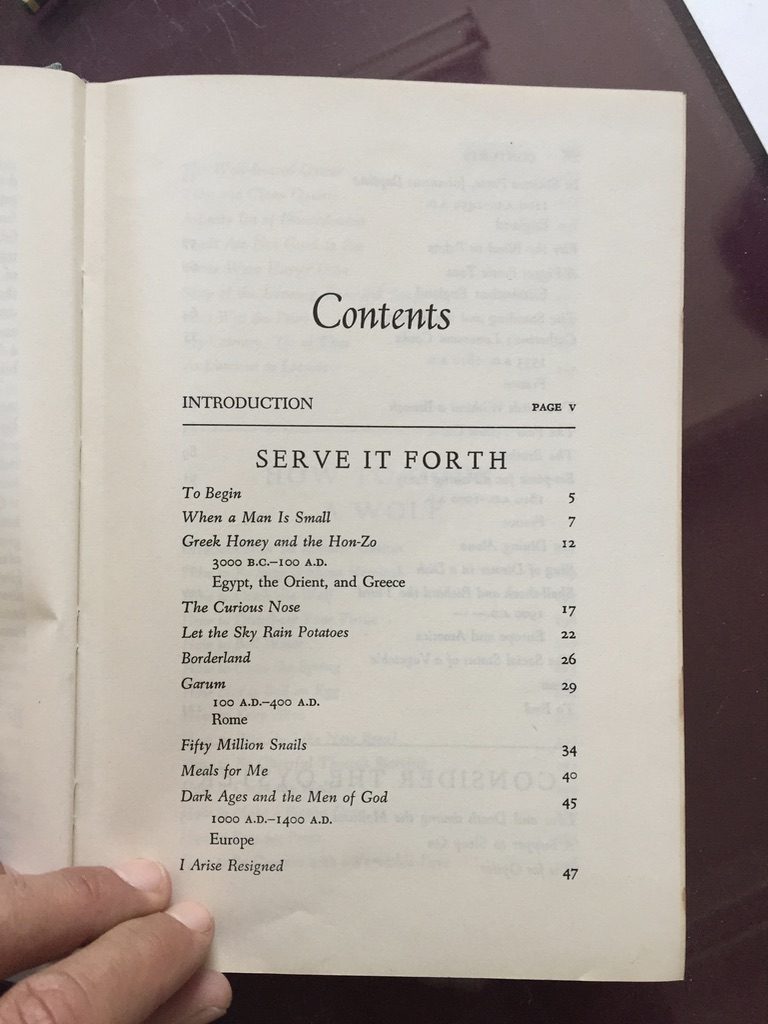 Contents
INTRODUCTION PAGE V
SERVE IT FORTH
To Begin 5
When a Man Is Small 7
Greek Honey and the Hon-Zo 12
3000 B.C.–100 A.D.
Egypt, the Orient, and Greece
The Curious Nose 17
Let the Sky Rain Potatoes 22
Borderland 26
Garum 29
100 A.D.–400 A.D.
Rome
Fifty Million Snails 34
Meals for Me 40
Dark Ages and the Men of God 45
1000 A.D.–1400 A.D.
Europe
I Arise Resigned 47